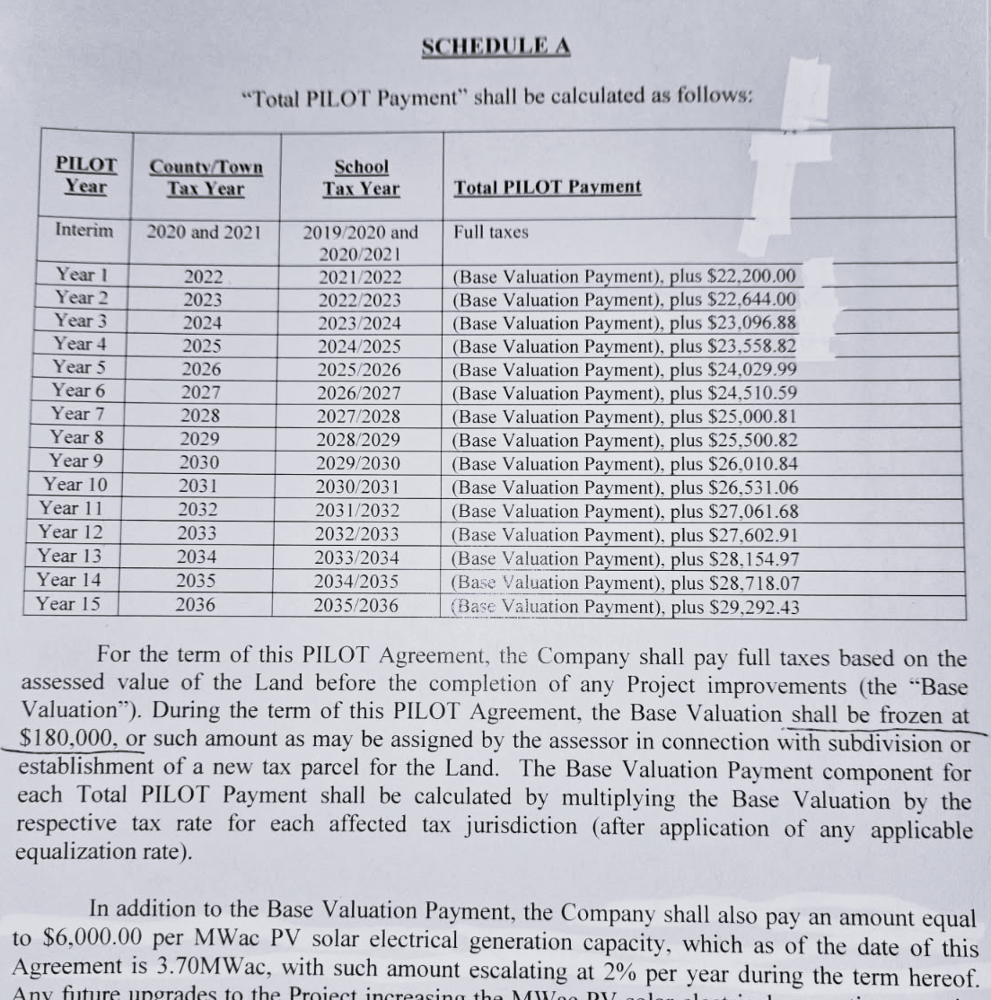 SCHEDULE A
"Total PILOT Payment" shall be calculated as follows:
PILOT Year County/Town Tax Year School Tax Year Total PILOT Payment
Interim 2020 and 2021 2019/2020 and 2020/2021 Full taxes
Year 1 2022 2021/2022 (Base Valuation Payment), plus $22,200.00
Year 2 2023 2022/2023 (Base Valuation Payment), plus $22,644.00
Year 3 2024 2023/2024 (Base Valuation Payment), plus $23,096.88
Year 4 2025 2024/2025 (Base Valuation Payment), plus $23,558.82
Year 5 2026 2025/2026 (Base Valuation Payment), plus $24,029.99
Year 6 2027 2026/2027 (Base Valuation Payment), plus $24,510.59
Year 7 2028 2027/2028 (Base Valuation Payment), plus $25,000.81
Year 8 2029 2028/2029 (Base Valuation Payment), plus $25,500.82
Year 9 2030 2029/2030 (Base Valuation Payment), plus $26,010.84
Year 10 2031 2030/2031 (Base Valuation Payment), plus $26,531.06
Year 11 2032 2031/2032 (Base Valuation Payment), plus $27,061.68
Year 12 2033 2032/2033 (Base Valuation Payment), plus $27,602.91
Year 13 2034 2033/2034 (Base Valuation Payment), plus $28,154.97
Year 14 2035 2034/2035 (Base Valuation Payment), plus $28,718.07
Year 15 2036 2035/2036 (Base Valuation Payment), plus $29,292.43
For the term of this PILOT Agreement, the Company shall pay full taxes based on the
assessed value of the Land before the completion of any Project improvements (the "Base
Valuation"). During the term of this PILOT Agreement, the Base Valuation shall be frozen at
$180,000, or such amount as may be assigned by the assessor in connection with subdivision or
establishment of a new tax parcel for the Land. The Base Valuation Payment component for
each Total PILOT Payment shall be calculated by multiplying the Base Valuation by the
respective tax rate for each affected tax jurisdiction (after application of any applicable
equalization rate).
In addition to the Base Valuation Payment, the Company shall also pay an amount equal
to $6,000.00 per MWac PV solar electrical generation capacity, which as of the date of this
Agreement is 3.70MWac, with such amount escalating at 2% per year during the term hereof.
Any future upgrades to the Project increasing the MWac PV solar